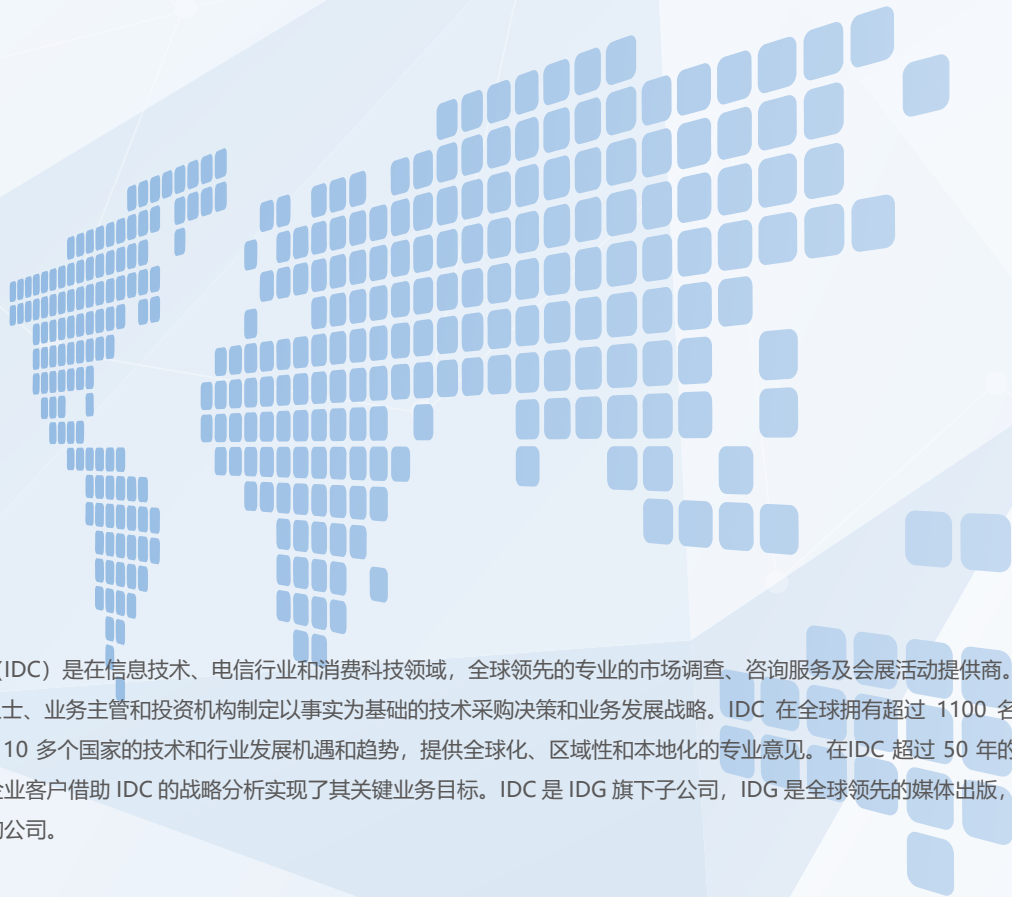 （IDC）是在信息技术、电信行业和消费科技领域，全球领先的专业的市场调查、咨询服务及会展活动提供商。
士、业务主管和投资机构制定以事实为基础的技术采购决策和业务发展战略。IDC 在全球拥有超过 1100 名
10 多个国家的技术和行业发展机遇和趋势，提供全球化、区域性和本地化的专业意见。在IDC 超过 50 年的
企业客户借助 IDC 的战略分析实现了其关键业务目标。IDC 是 IDG 旗下子公司，IDG 是全球领先的媒体出版，
的公司。